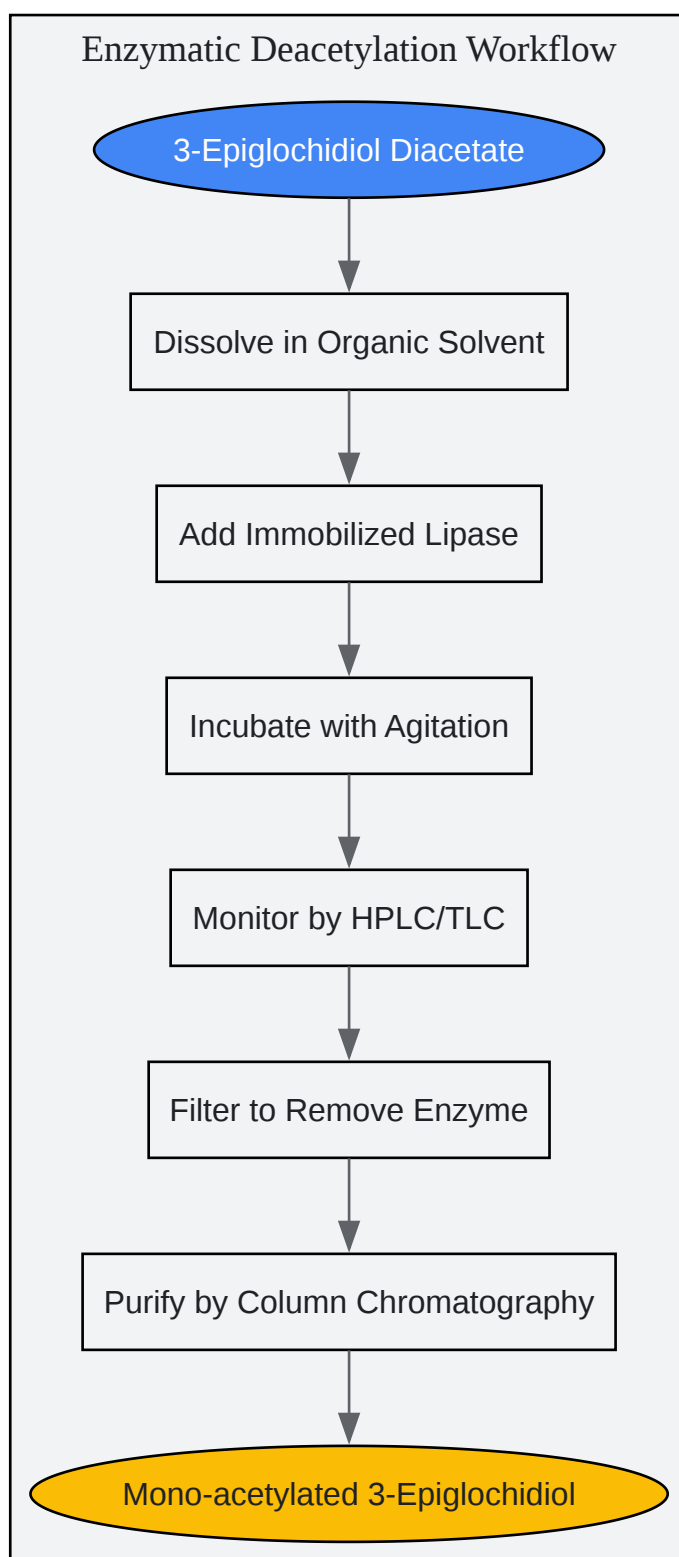 Enzymatic Deacetylation Workflow
3-Epiglochidiol Diacetate
Dissolve in Organic Solvent
Add Immobilized Lipase
Incubate with Agitation
Monitor by HPLC/TLC
Filter to Remove Enzyme
Purify by Column Chromatography
Mono-acetylated 3-Epiglochidiol